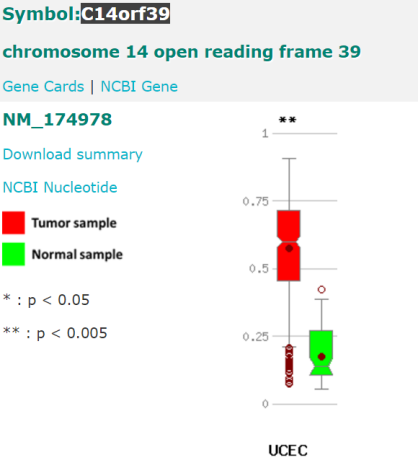 Symbol:C14orf39
chromosome 14 open reading frame 39
Gene Cards | NCBI Gene
NM_174978
Download summary
NCBI Nucleotide
Tumor sample
Normal sample
* : p < 0.05
** : p < 0.005
**
1
0.75
0.5
0.25
0
UCEC